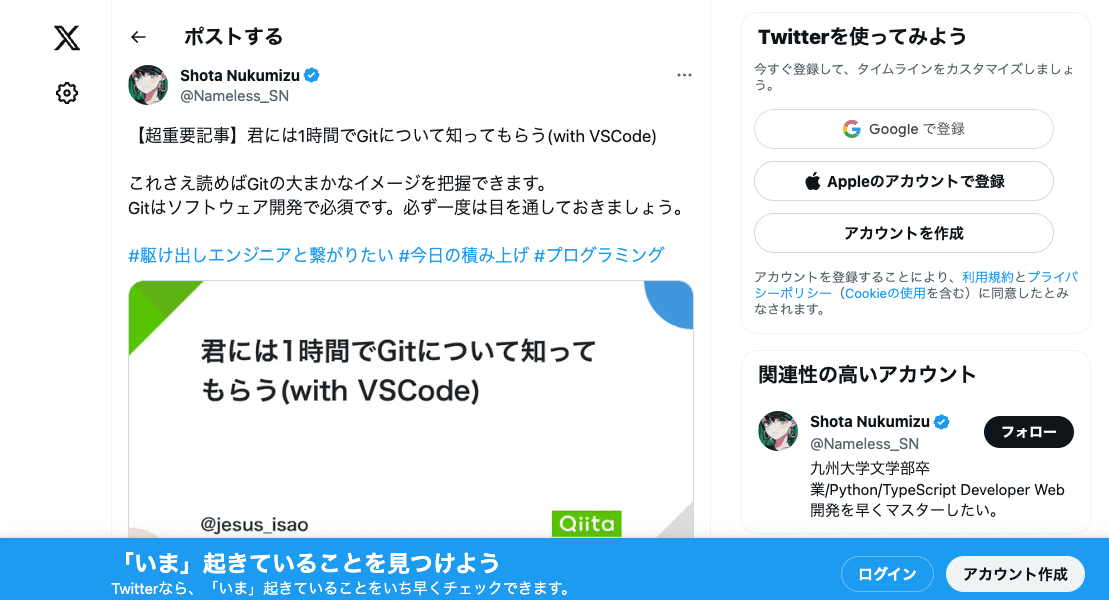 ポストする
Shota Nukumizu
@Nameless_SN
【超重要記事】君には1時間でGitについて知ってもらう(with VSCode)
これさえ読めばGitの大まかなイメージを把握できます。
Gitはソフトウェア開発で必須です。必ず一度は目を通しておきましょう。
#駆け出しエンジニアと繋がりたい #今日の積み上げ #プログラミング
君には1時間でGitについて知って
もらう(with VSCode)
@jesus_isao
Qiita
Twitterを使ってみよう
今すぐ登録して、タイムラインをカスタマイズしましょ
う。
Google で登録
Appleのアカウントで登録
アカウントを作成
アカウントを登録することにより、利用規約とプライバ
シーポリシー（Cookieの使用を含む）に同意したとみ
なされます。
関連性の高いアカウント
Shota Nukumizu
@Nameless_SN
フォロー
九州大学文学部卒
業/Python/TypeScript Developer Web
開発を早くマスターしたい。
「いま」起きていることを見つけよう
Twitterなら、「いま」起きていることをいち早くチェックできます。
ログイン
アカウント作成